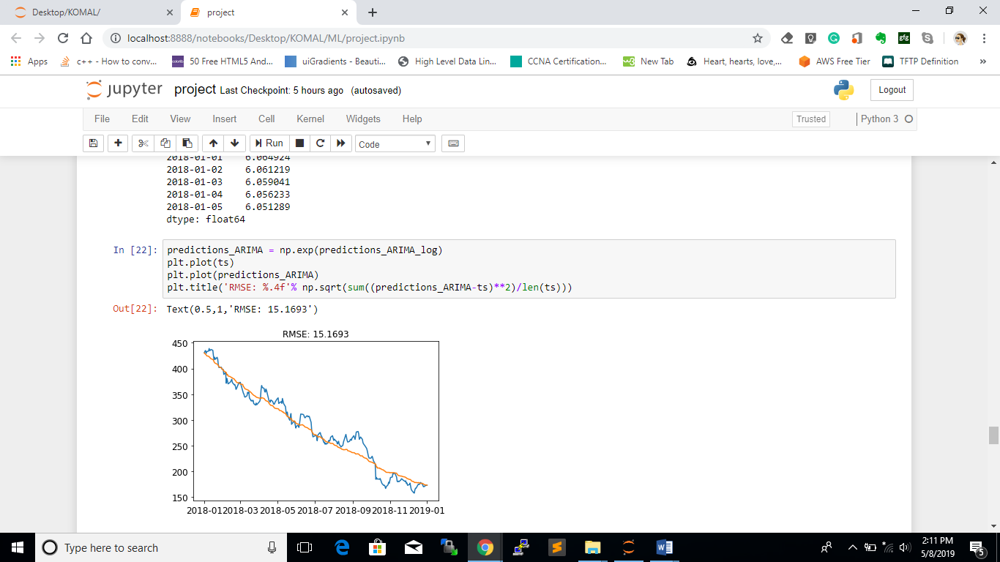 Desktop/KOMAL/
project
localhost:8888/notebooks/Desktop/KOMAL/ML/project.ipynb
gfg
Apps
c++ - How to conv...
50 Free HTML5 And...
uiGradients - Beauti...
High Level Data Lin...
CCNA Certification...
New Tab
Heart, hearts, love,...
AWS Free Tier
TFTP Definition
jupyter project Last Checkpoint: 5 hours ago (autosaved)
Logout
File Edit View Insert Cell Kernel Widgets Help
Trusted
Python 3
Run
Code
2018-01-01 6.064924
2018-01-02 6.061219
2018-01-03 6.059041
2018-01-04 6.056233
2018-01-05 6.051289
dtype: float64
In [22]: predictions_ARIMA = np.exp(predictions_ARIMA_log)
plt.plot(ts)
plt.plot(predictions_ARIMA)
plt.title('RMSE: %.4f'% np.sqrt(sum((predictions_ARIMA-ts)**2)/len(ts)))
Out[22]: Text(0.5,1,'RMSE: 15.1693')
RMSE: 15.1693
450
400
350
300
250
200
150
2018-01 2018-03 2018-05 2018-07 2018-09 2018-11 2019-01
Type here to search
2:11 PM
5/8/2019
5